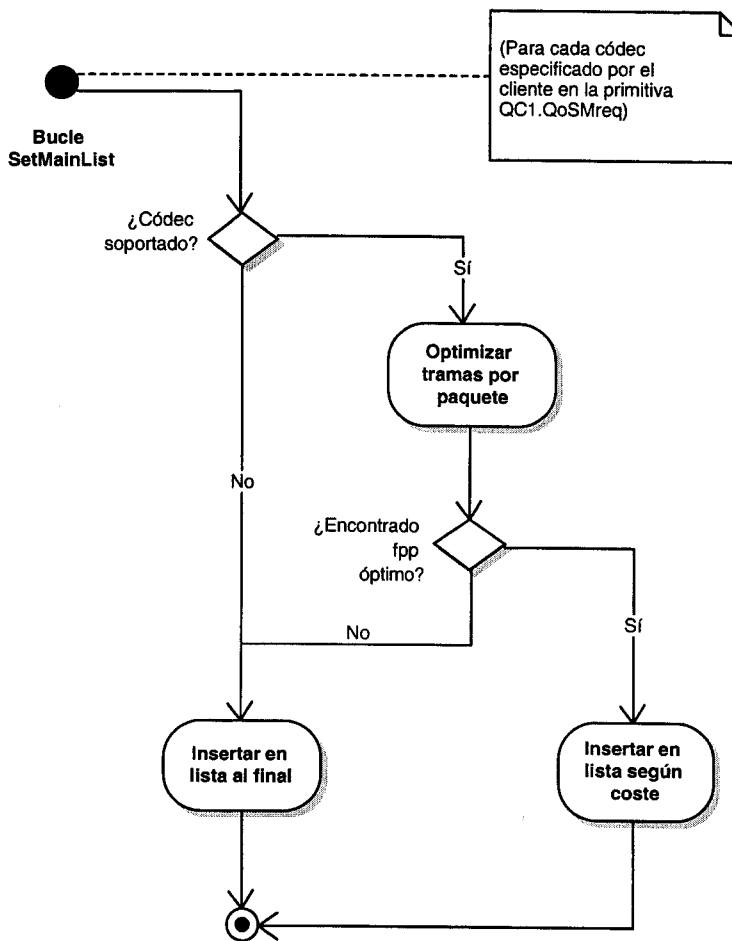 (Para cada códec
especificado por el
cliente en la primitiva
QC1.QoSMreq)
Bucle
SetMainList
¿Códec
soportado?
Sí
Optimizar
tramas por
paquete
No
¿Encontrado
fpp
óptimo?
No
Sí
Insertar en
lista al final
Insertar en
lista según
coste